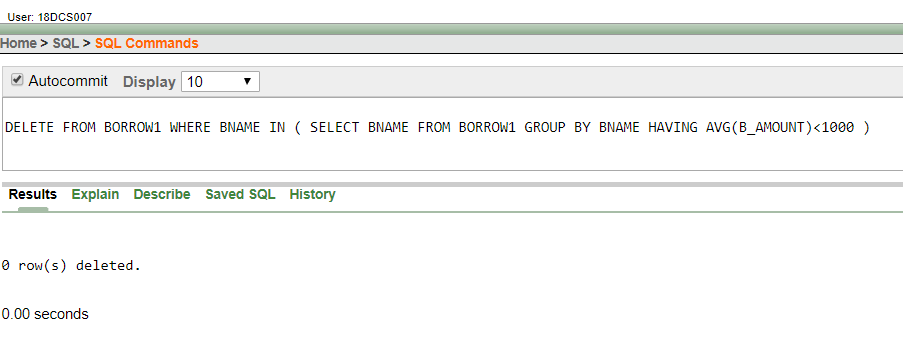 User: 18DCS007
Home > SQL > SQL Commands
Autocommit Display 10
DELETE FROM BORROW1 WHERE BNAME IN ( SELECT BNAME FROM BORROW1 GROUP BY BNAME HAVING AVG(B_AMOUNT)<1000 )
Results Explain Describe Saved SQL History
0 row(s) deleted.
0.00 seconds